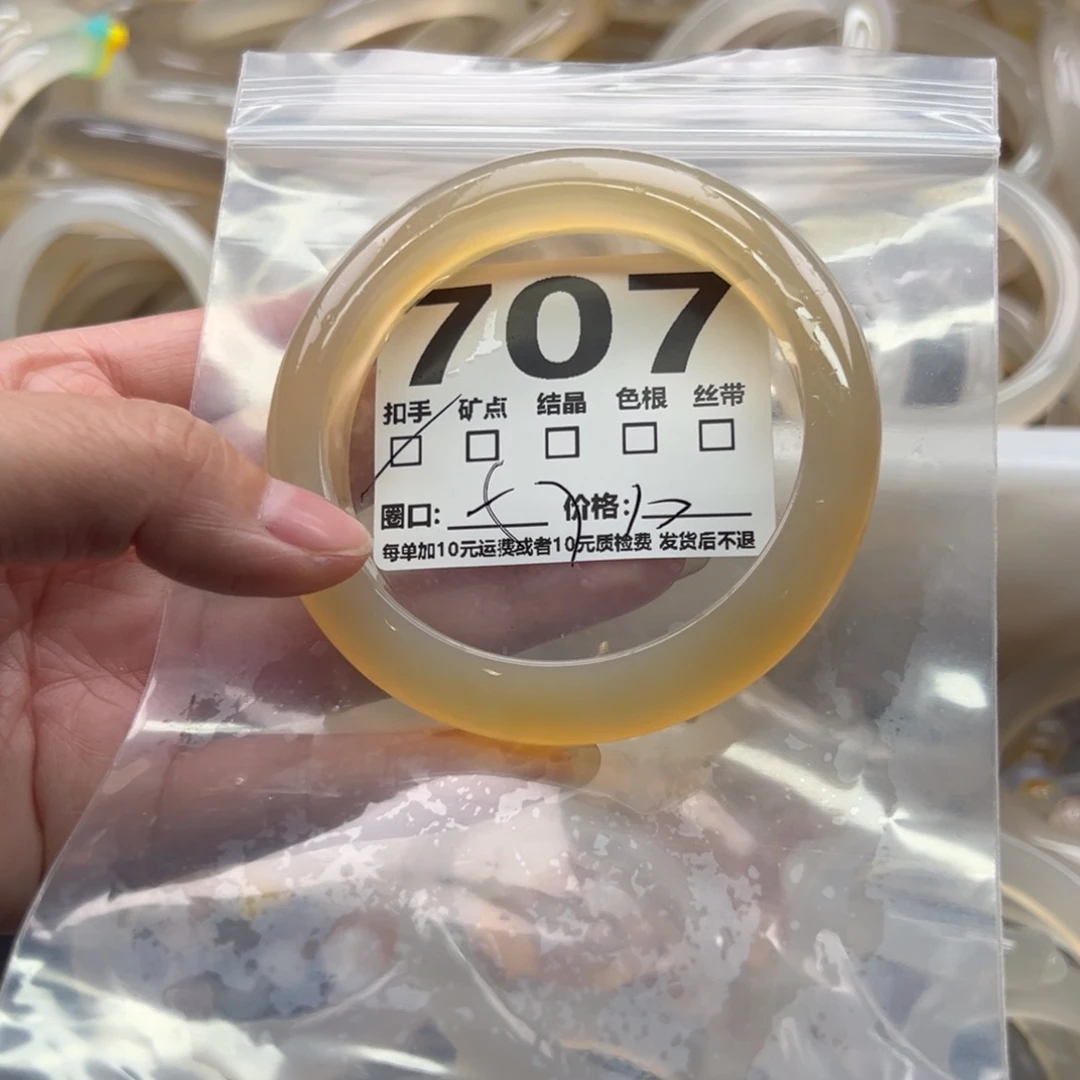 707
扣手 矿点 结晶 色根 丝带
圈口: 价格:
每单加10元运费或者10元质检费 发货后不退